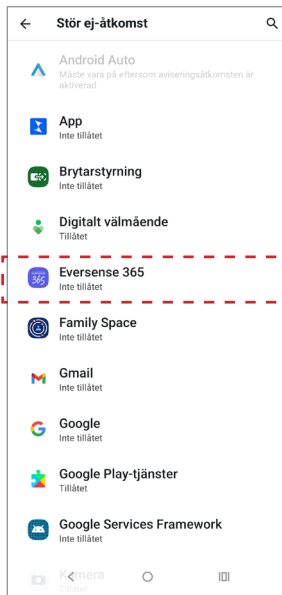 Stör ej-åtkomst
Android Auto
Måste vara på eftersom aviseringsåtkomsten är
aktiverad
App
Inte tillåtet
Brytarstyrning
Inte tillåtet
Digitalt välmående
Tillåtet
365
Eversense 365
Inte tillåtet
Family Space
Inte tillåtet
Gmail
Inte tillåtet
Google
Inte tillåtet
Google Play-tjänster
Tillåtet
Google Services Framework
Inte tillåtet
Kamera
Tillåtet